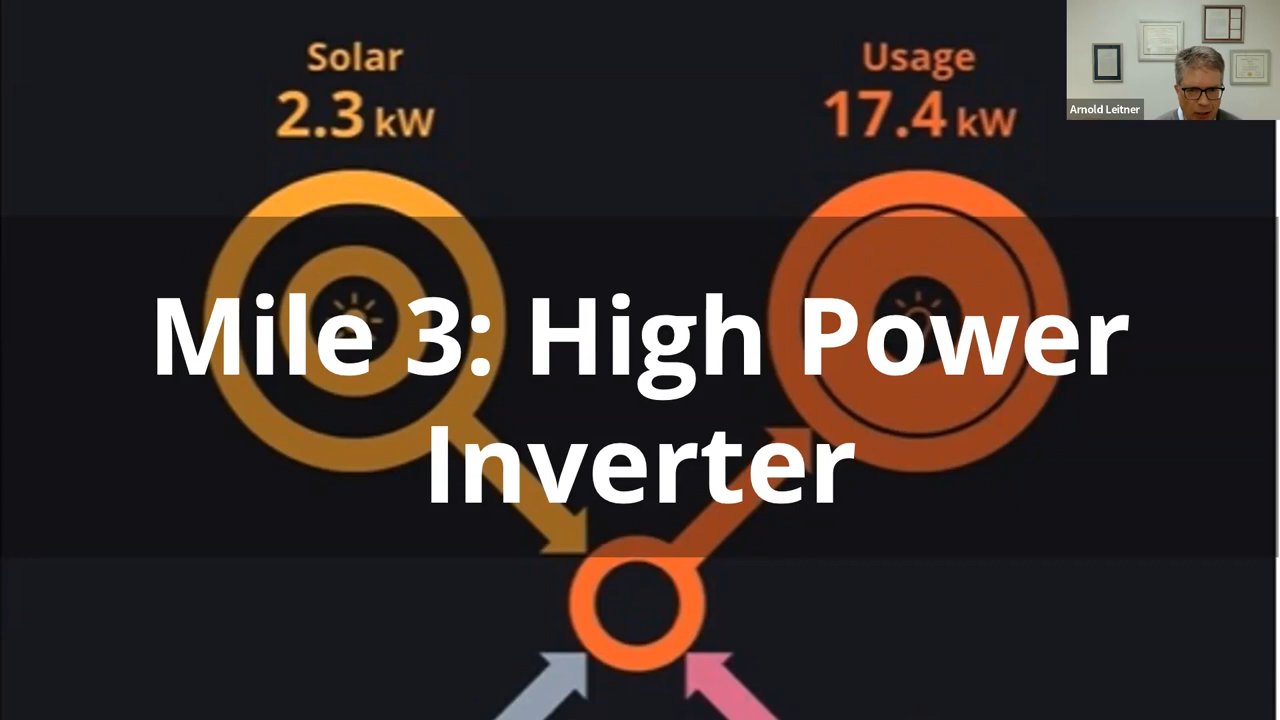 Solar
2.3 kW
Usage
17.4 kW
Arnold Leitner
Mile 3: High Power
Inverter